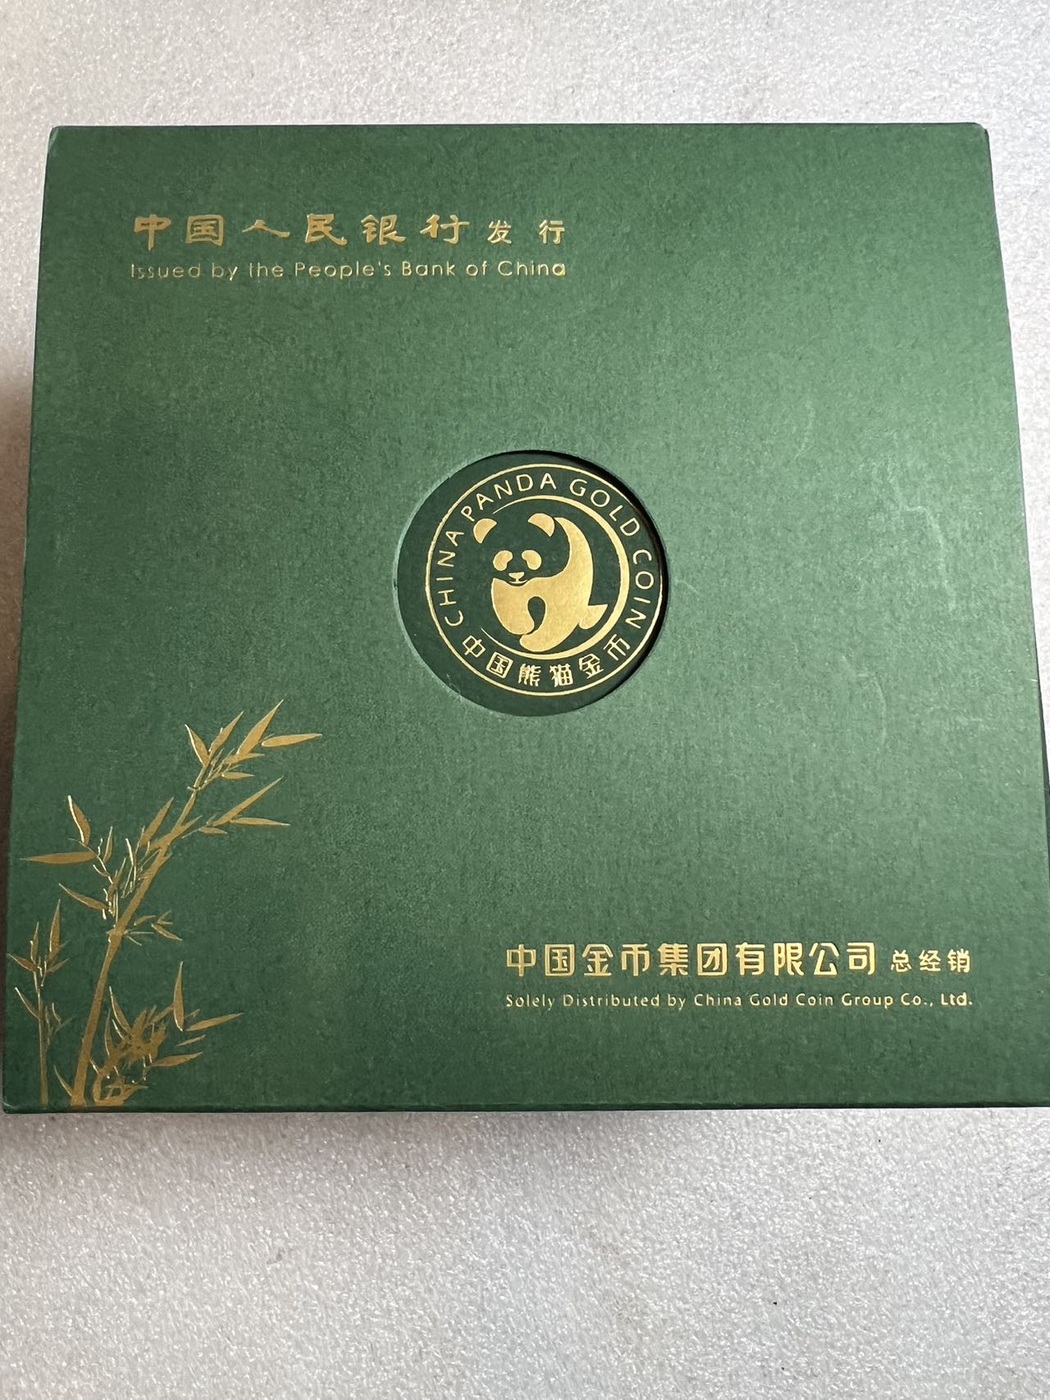 中国人民银行 发行
Issued by the People's Bank of China
CHINA PANDA GOLD COIN
中国熊猫金币
中国金币集团有限公司 总经销
Solely Distributed by China Gold Coin Group Co., Ltd.